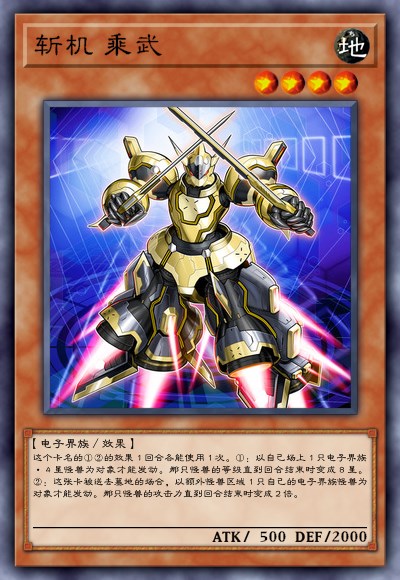 斩机 乘武
地
【电子界族／效果】
这个卡名的①②的效果1回合各能使用1次。①：以自己场上1只电子界族
·4星怪兽为对象才能发动。那只怪兽的等级直到回合结束时变成8星。
②：这张卡被送去墓地的场合，以额外怪兽区域1只自己的电子界族怪兽为
对象才能发动。那只怪兽的攻击力直到回合结束时变成2倍。
ATK/ 500 DEF/2000